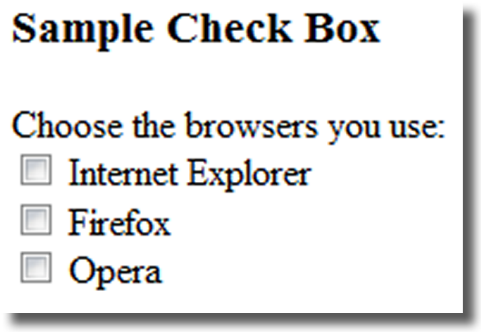 Sample Check Box
Choose the browsers you use:
Internet Explorer
Firefox
Opera